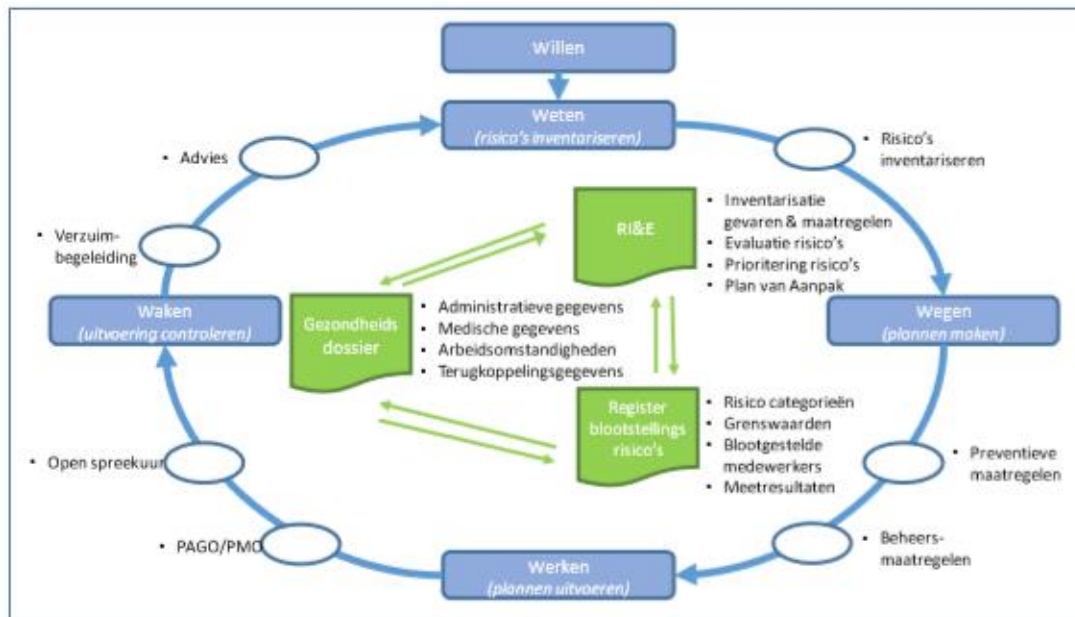 Willen
Weten
(risico's inventariseren)
• Advies
• Risico's
inventariseren
• Verzuim-
begeleiding
RI&E
• Inventarisatie
gevaren & maatregelen
• Evaluatie risico's
• Prioritering risico's
• Plan van Aanpak
Waken
(uitvoering controleren)
Gezondheids
dossier
• Administratieve gegevens
• Medische gegevens
• Arbeidsomstandigheden
• Terugkoppelingsgegevens
Wegen
(plannen maken)
Register
blootstellings
risico's
• Risico categorieën
• Grenswaarden
• Blootgestelde
medewerkers
• Meetresultaten
• Open spreekuur
• Preventieve
maatregelen
• PAGO/PMO
• Beheers-
maatregelen
Werken
(plannen uitvoeren)